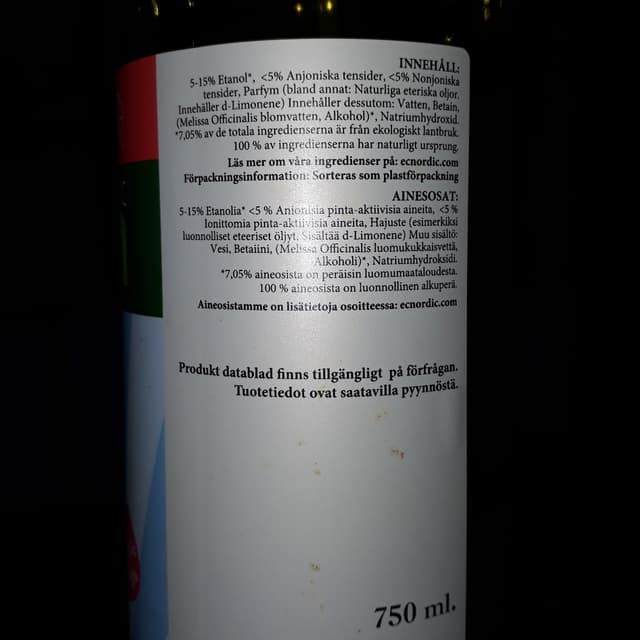 INNEHÅLL:
5-15% Etanol*, <5% Anjoniska tensider, <5% Nonjoniska
tensider, Parfym (bland annat: Naturliga eteriska oljor.
Innehåller d-Limonene) Innehåller dessutom: Vatten, Betain,
(Melissa Officinalis blomvatten, Alkohol)*, Natriumhydroxid.
*7,05% av de totala ingredienserna är från ekologiskt lantbruk.
100 % av ingredienserna har naturligt ursprung.
Läs mer om våra ingredienser på: ecnordic.com
Förpackningsinformation: Sorteras som plastförpackning
AINESOSAT:
5-15% Etanolia* <5 % Anionisia pinta-aktiivisia aineita, <5 %
Ionittomia pinta-aktiivisia aineita, Hajuste (esimerkiksi
luonnolliset eteeriset öljyt. Sisältää d-Limonene) Muu sisältö:
Vesi, Betaiini, (Melissa Officinalis luomukukkaisvettä,
Alkoholi)*, Natriumhydroksidi.
*7,05% aineosista on peräisin luomumaataloudesta.
100 % aineosista on luonnollinen alkuperä.
Aineosistamme on lisätietoja osoitteessa: ecnordic.com
Produkt datablad finns tillgängligt på förfrågan.
Tuotetiedot ovat saatavilla pyynnöstä.
750 ml.